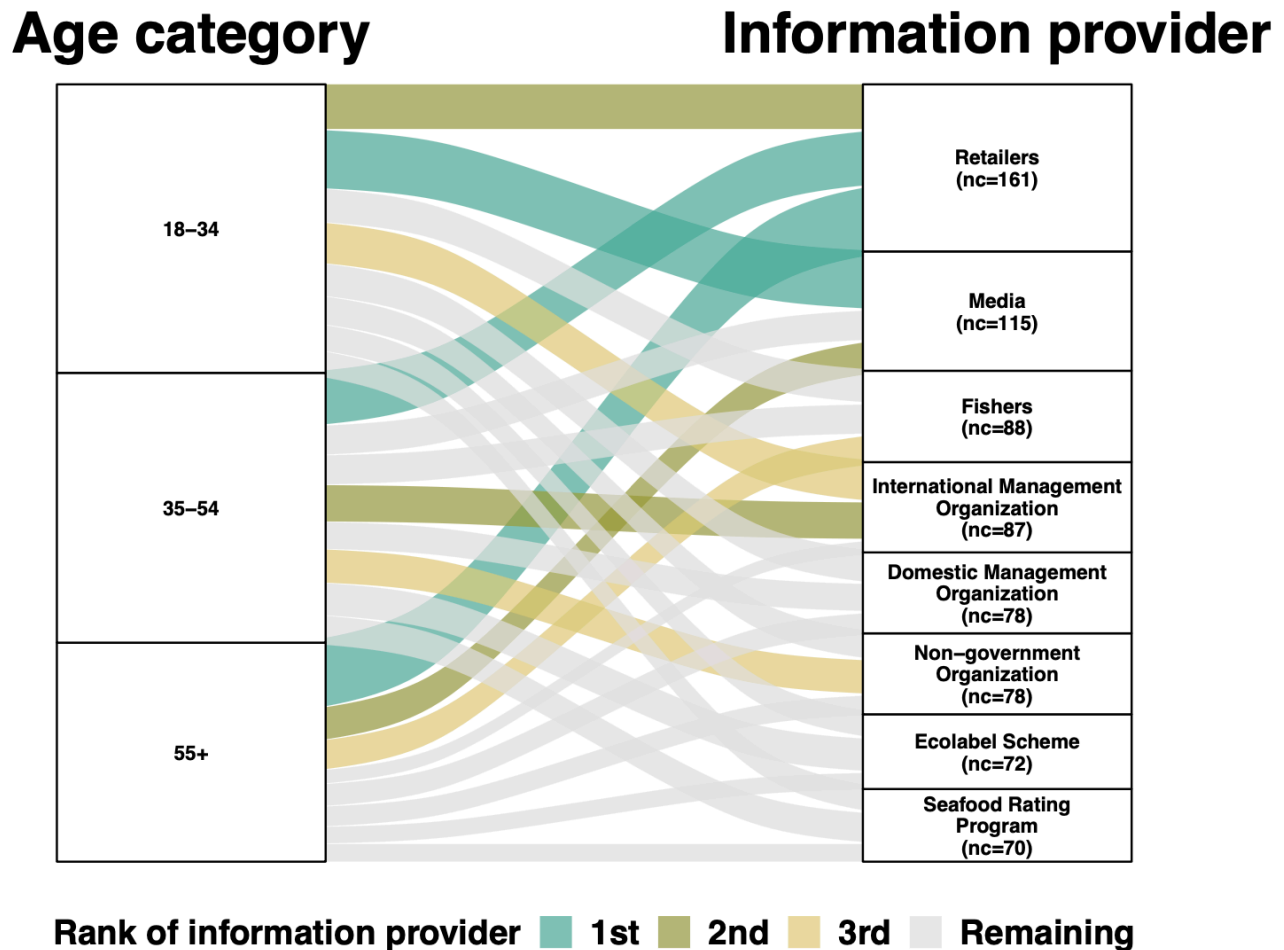 Age category
Information provider
18–34
35–54
55+
Retailers
(nc=161)
Media
(nc=115)
Fishers
(nc=88)
International Management
Organization
(nc=87)
Domestic Management
Organization
(nc=78)
Non–government
Organization
(nc=78)
Ecolabel Scheme
(nc=72)
Seafood Rating
Program
(nc=70)
Rank of information provider 1st 2nd 3rd Remaining